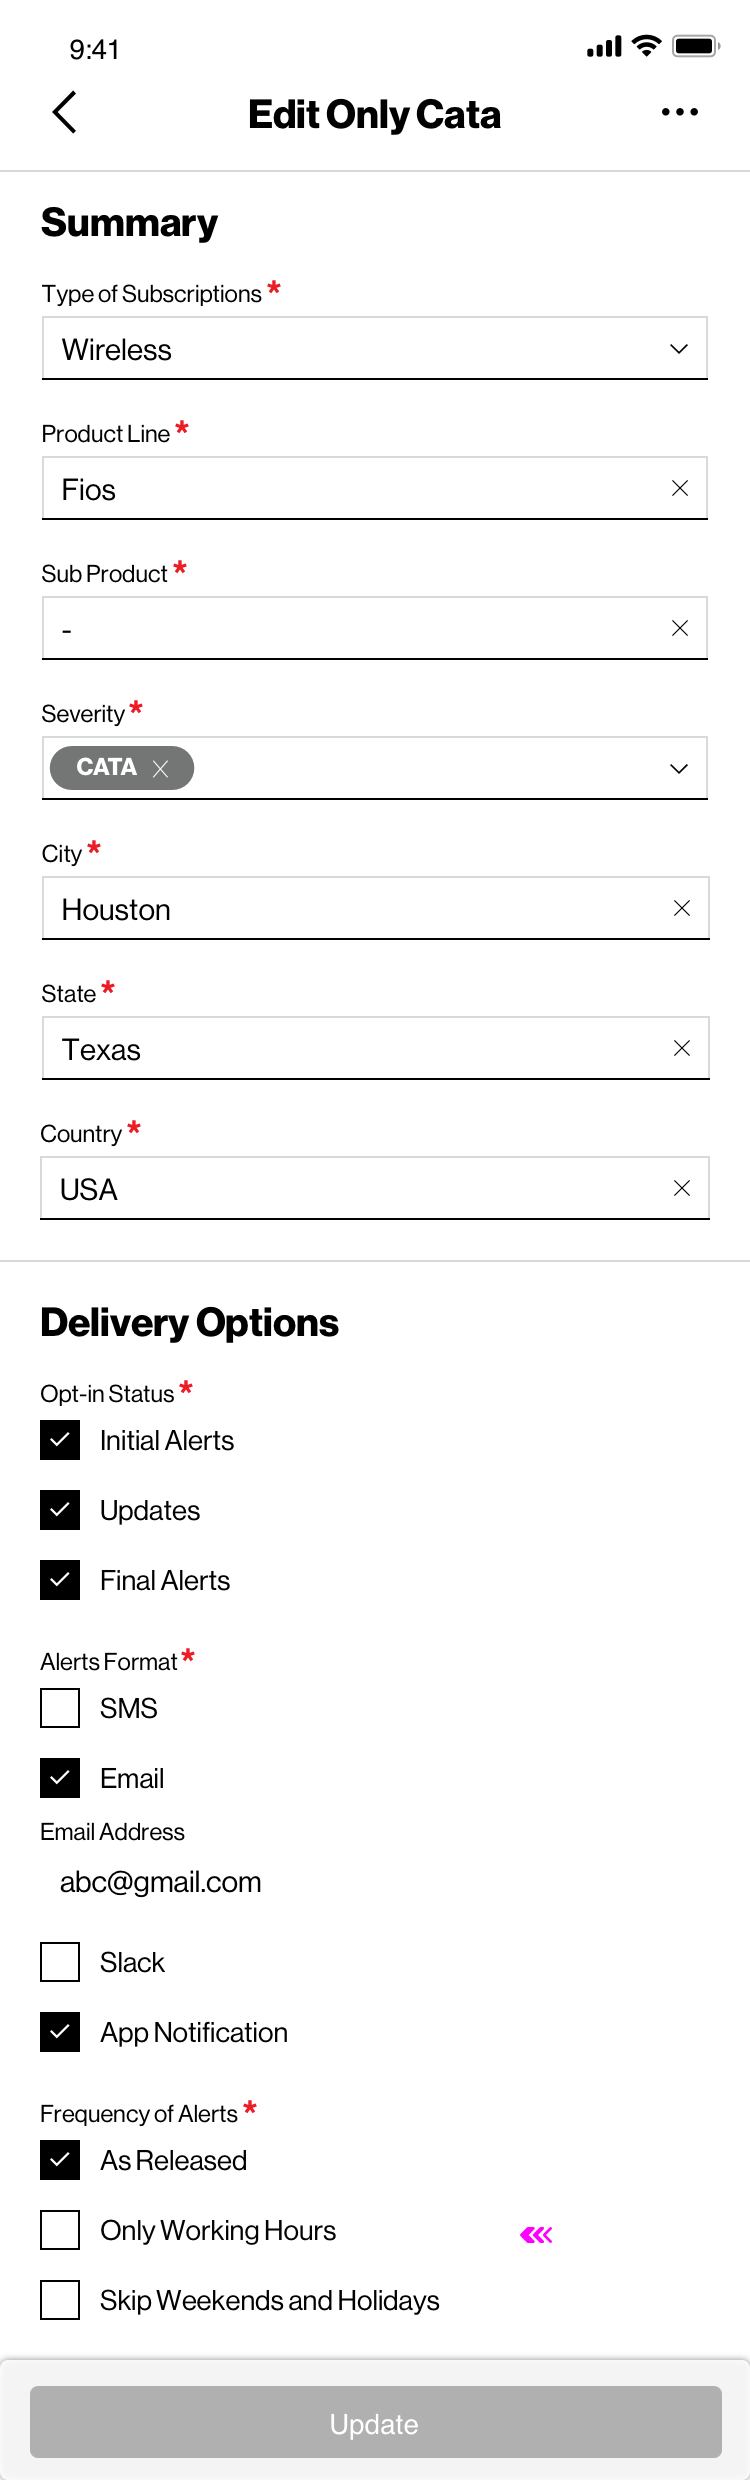 9:41
Edit Only Cata
Summary
Type of Subscriptions *
Wireless
Product Line *
Fios
Sub Product *
-
Severity *
CATA
City *
Houston
State *
Texas
Country *
USA
Delivery Options
Opt-in Status *
Initial Alerts
Updates
Final Alerts
Alerts Format *
SMS
Email
Email Address
abc@gmail.com
Slack
App Notification
Frequency of Alerts *
As Released
Only Working Hours
Skip Weekends and Holidays
Update